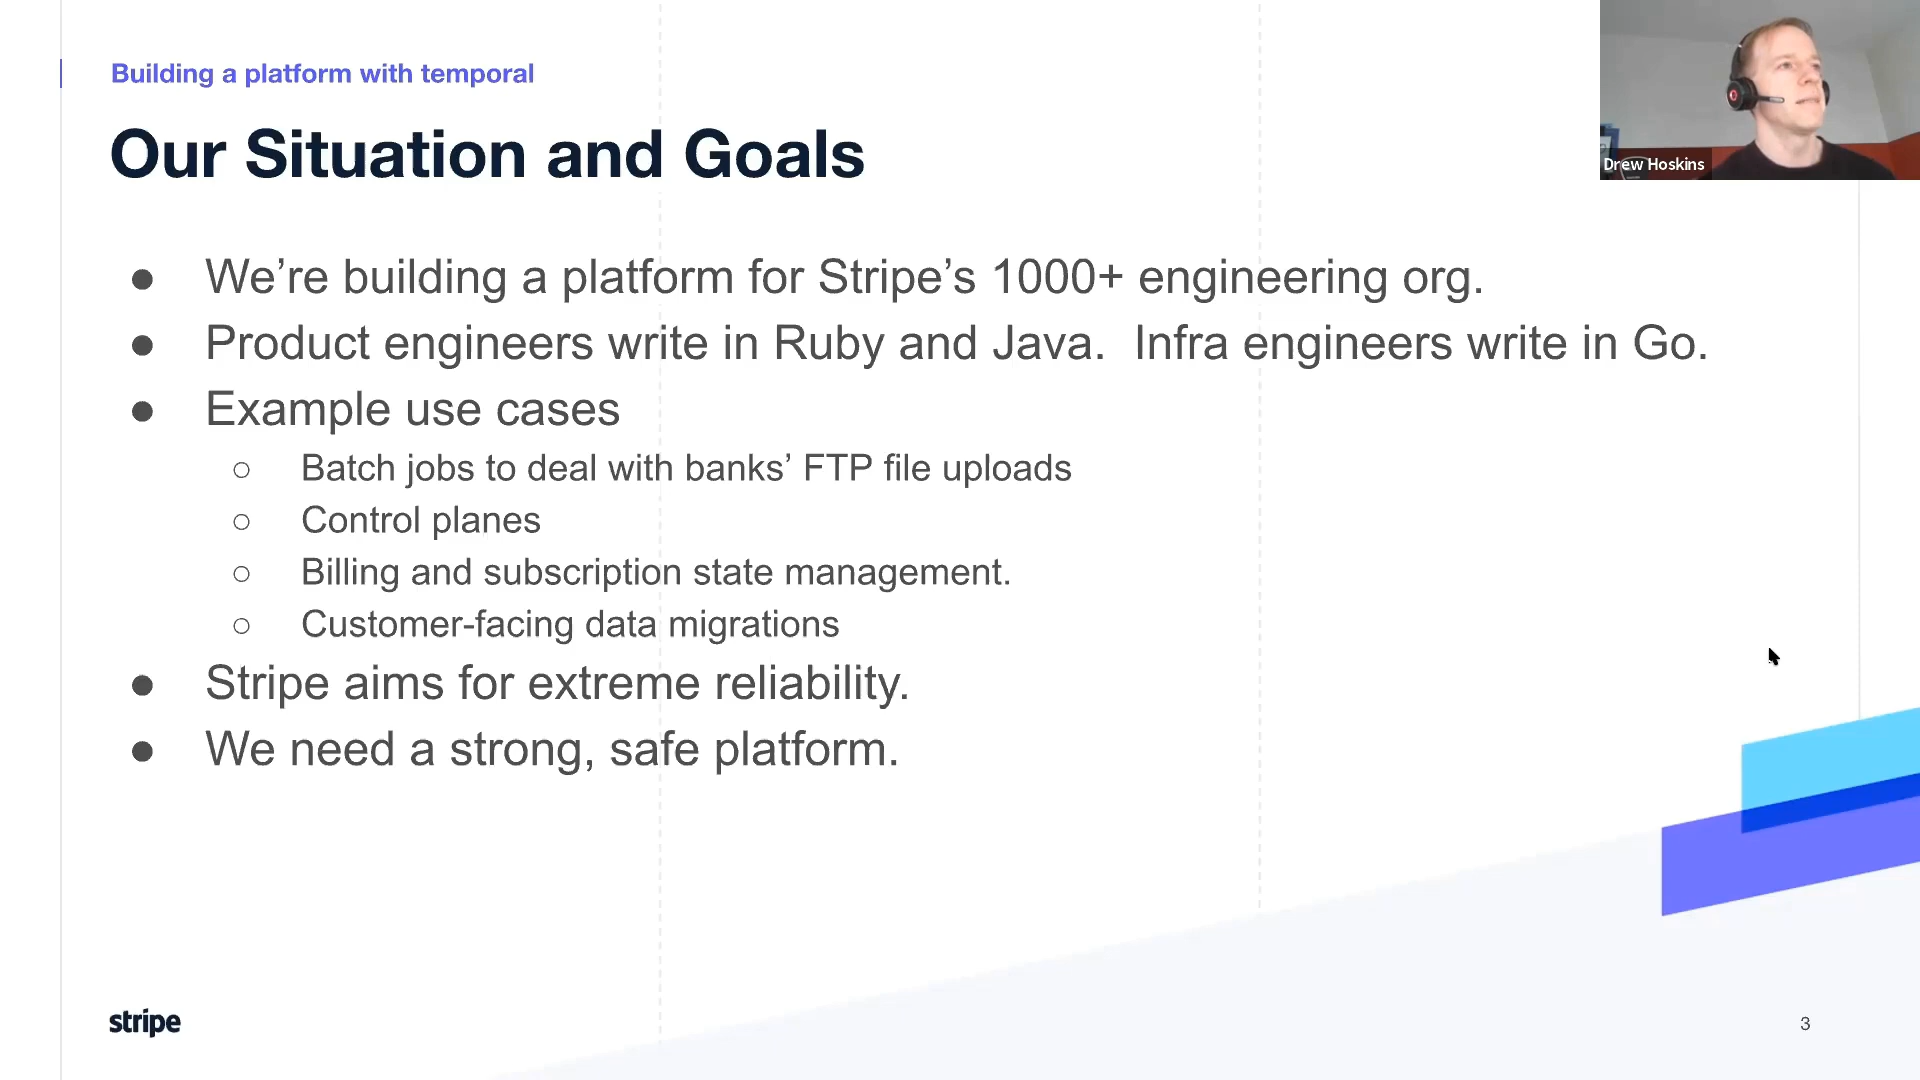 Building a platform with temporal
Our Situation and Goals
Drew Hoskins
● We’re building a platform for Stripe’s 1000+ engineering org.
● Product engineers write in Ruby and Java.  Infra engineers write in Go.
● Example use cases
○ Batch jobs to deal with banks’ FTP file uploads
○ Control planes
○ Billing and subscription state management.
○ Customer-facing data migrations
● Stripe aims for extreme reliability.
● We need a strong, safe platform.
stripe
3